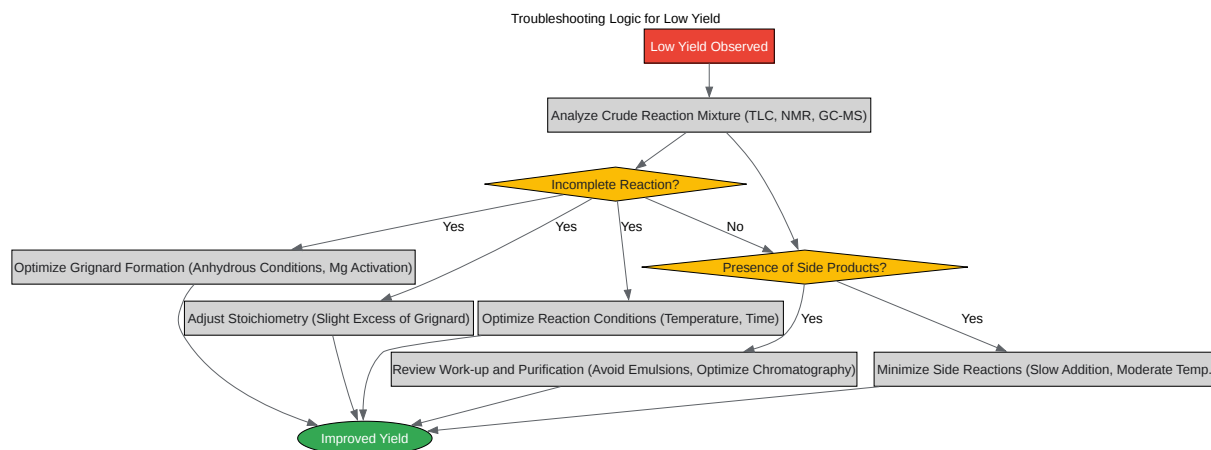 Troubleshooting Logic for Low Yield
Low Yield Observed
Analyze Crude Reaction Mixture (TLC, NMR, GC-MS)
Incomplete Reaction?
Yes
Yes
Yes
No
Optimize Grignard Formation (Anhydrous Conditions, Mg Activation)
Presence of Side Products?
Adjust Stoichiometry (Slight Excess of Grignard)
Optimize Reaction Conditions (Temperature, Time)
Yes
Yes
Review Work-up and Purification (Avoid Emulsions, Optimize Chromatography)
Minimize Side Reactions (Slow Addition, Moderate Temp.
Improved Yield